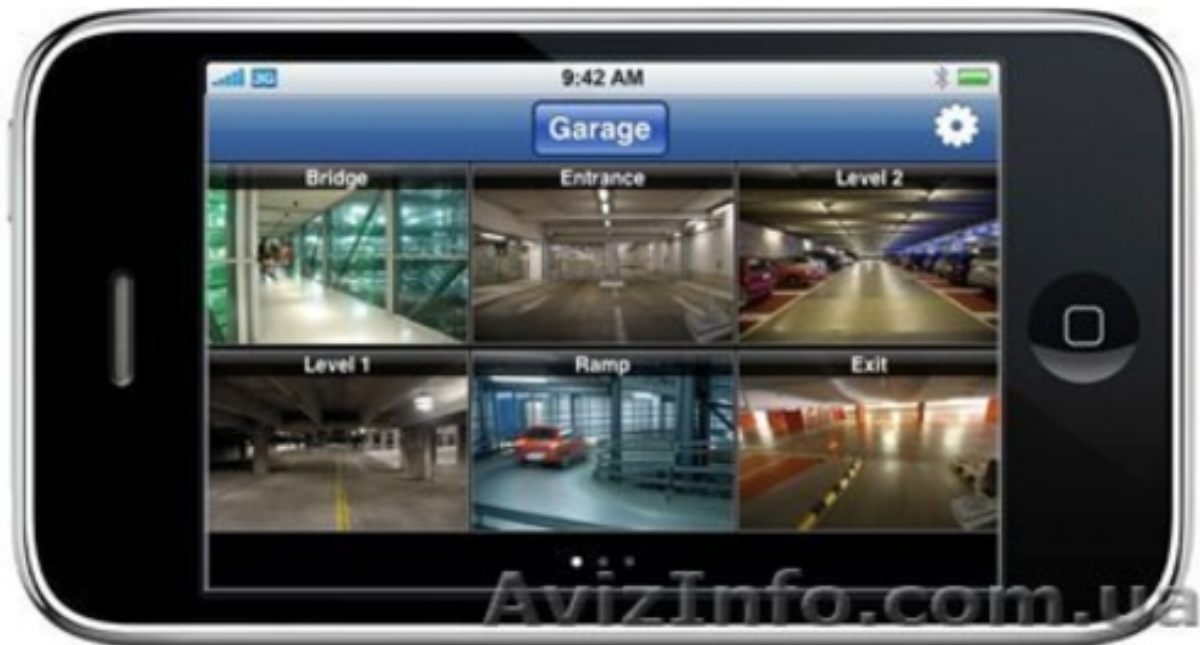 3G
9:42 AM
Garage
Bridge
Entrance
Level 2
Level 1
Ramp
Exit
AvizInfo.com.ua